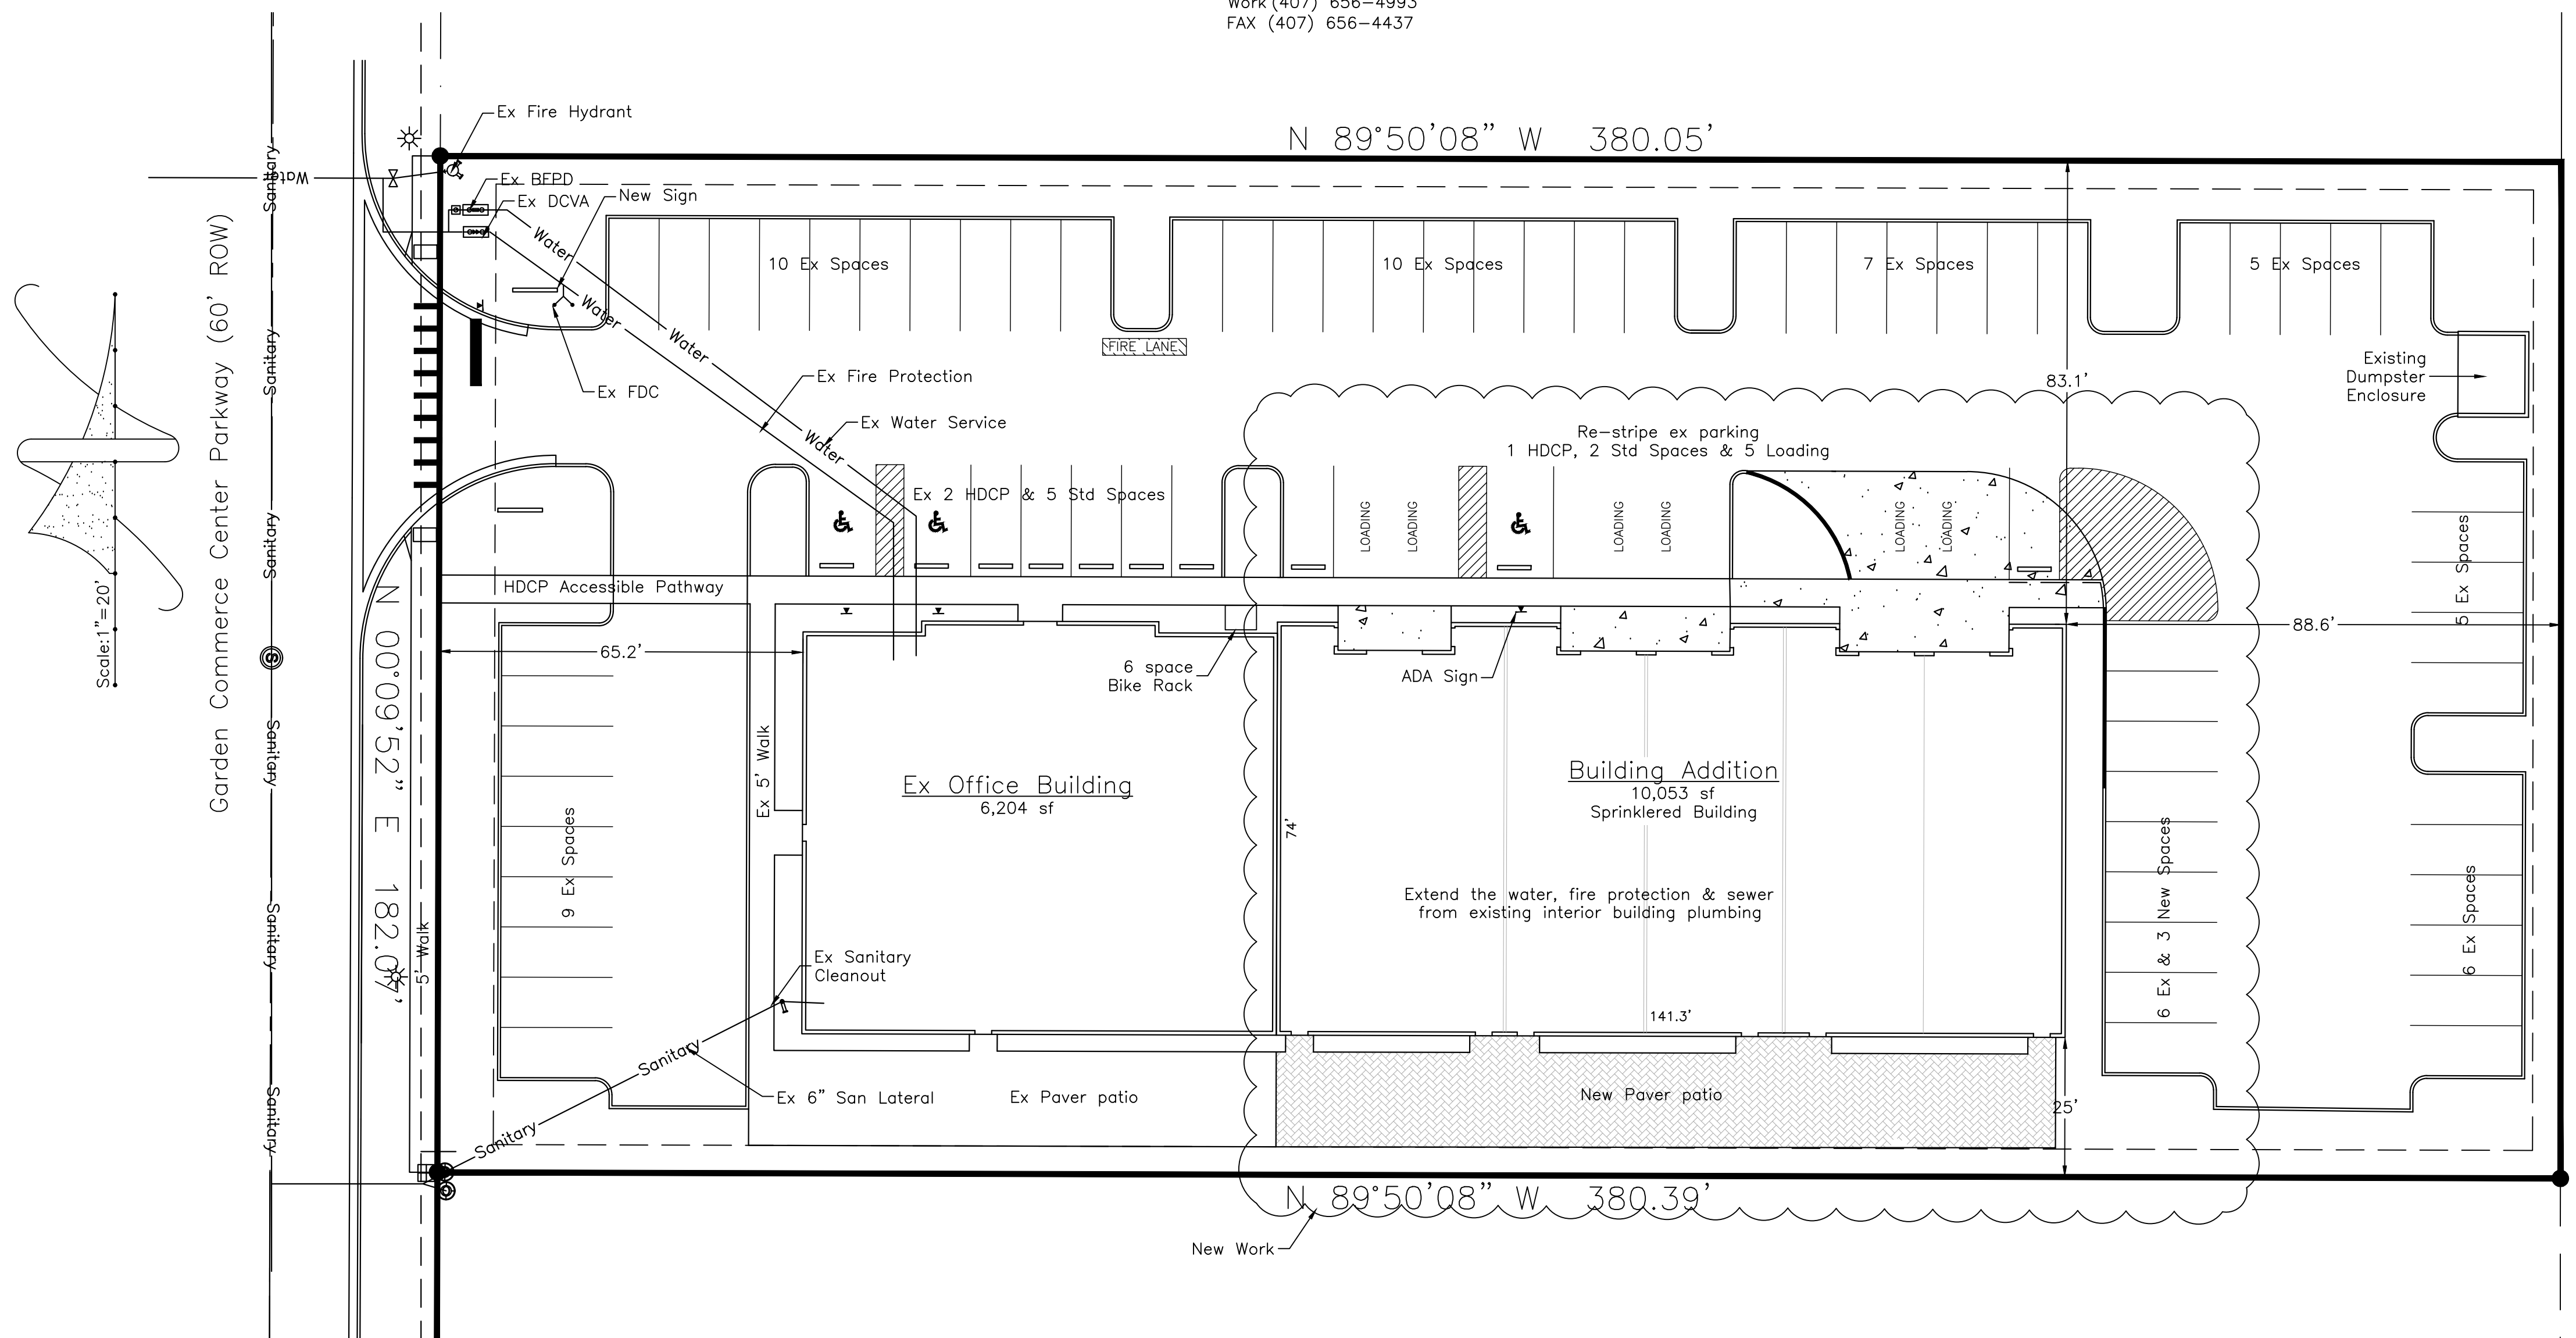 Work (407) 656-4993
FAX (407) 656-4437
N 89°50'08" W 380.05'
Ex Fire Hydrant
Ex BFPD
Ex DCVA
New Sign
Water
Sanitary
Water
Water
Water
Water
10 Ex Spaces
10 Ex Spaces
7 Ex Spaces
5 Ex Spaces
FIRE LANE
Ex FDC
Ex Fire Protection
Ex Water Service
83.1'
Existing
Dumpster
Enclosure
Re-stripe ex parking
1 HDCP, 2 Std Spaces & 5 Loading
Garden Commerce Center Parkway (60' ROW)
Sanitary
Sanitary
Scale:1"=20'
Ex 2 HDCP & 5 Std Spaces
LOADING
LOADING
LOADING
LOADING
LOADING
LOADING
5 Ex Spaces
HDCP Accessible Pathway
S
N 00°09'52" E 182.07'
65.2'
88.6'
6 space
Bike Rack
ADA Sign
Sanitary
Ex 5' Walk
Ex Office Building
6,204 sf
Building Addition
10,053 sf
Sprinklered Building
74'
9 Ex Spaces
Extend the water, fire protection & sewer
from existing interior building plumbing
6 Ex & 3 New Spaces
6 Ex Spaces
5' Walk
Sanitary
Ex Sanitary
Cleanout
141.3'
Sanitary
Ex 6" San Lateral
Ex Paver patio
New Paver patio
25'
Sanitary
Sanitary
N 89°50'08" W 380.39'
New Work